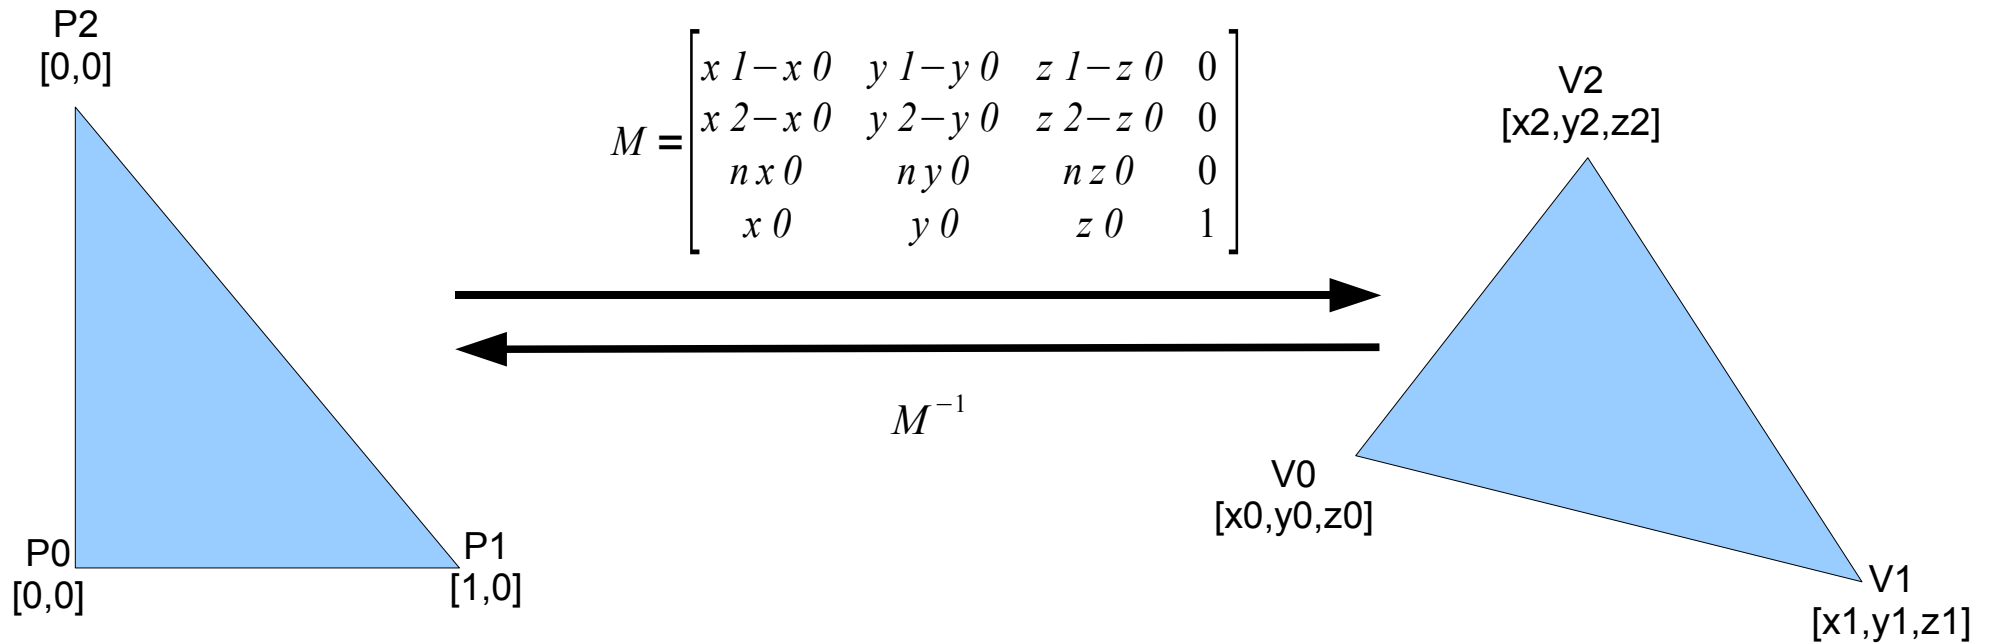 P2
[0,0]
M = [ x 1−x 0 y 1−y 0 z 1−z 0 0
x 2−x 0 y 2−y 0 z 2−z 0 0
n x 0 n y 0 n z 0 0
x 0 y 0 z 0 1 ]
M⁻¹
V2
[x2,y2,z2]
V0
[x0,y0,z0]
P0
[0,0]
P1
[1,0]
V1
[x1,y1,z1]